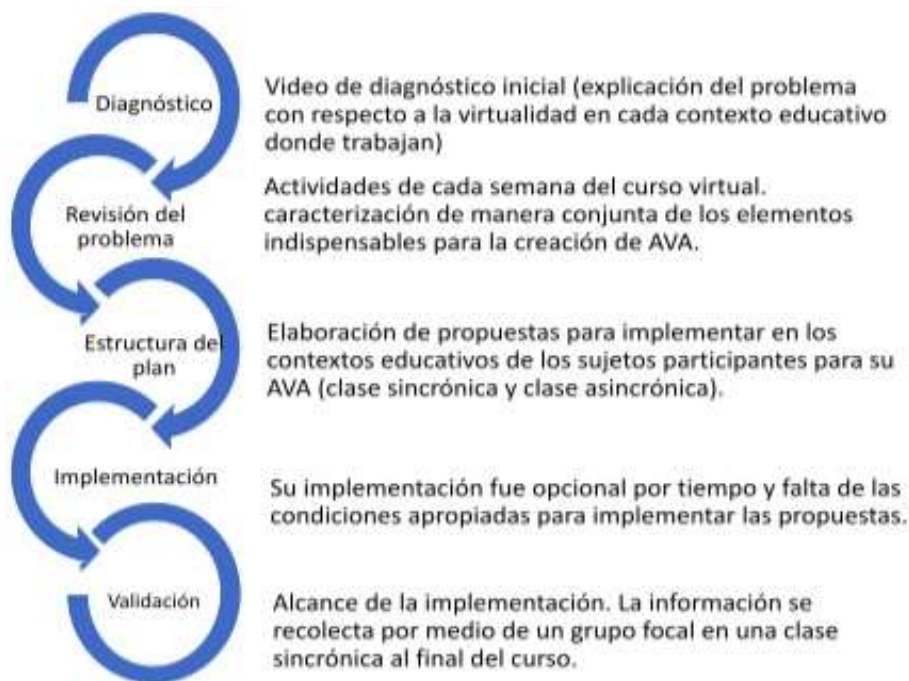 Diagnóstico
Video de diagnóstico inicial (explicación del problema
con respecto a la virtualidad en cada contexto educativo
donde trabajan)
Revisión del
problema
Actividades de cada semana del curso virtual.
caracterización de manera conjunta de los elementos
indispensables para la creación de AVA.
Estructura del
plan
Elaboración de propuestas para implementar en los
contextos educativos de los sujetos participantes para su
AVA (clase sincrónica y clase asincrónica).
Implementación
Su implementación fue opcional por tiempo y falta de las
condiciones apropiadas para implementar las propuestas.
Validación
Alcance de la implementación. La información se
recolecta por medio de un grupo focal en una clase
sincrónica al final del curso.